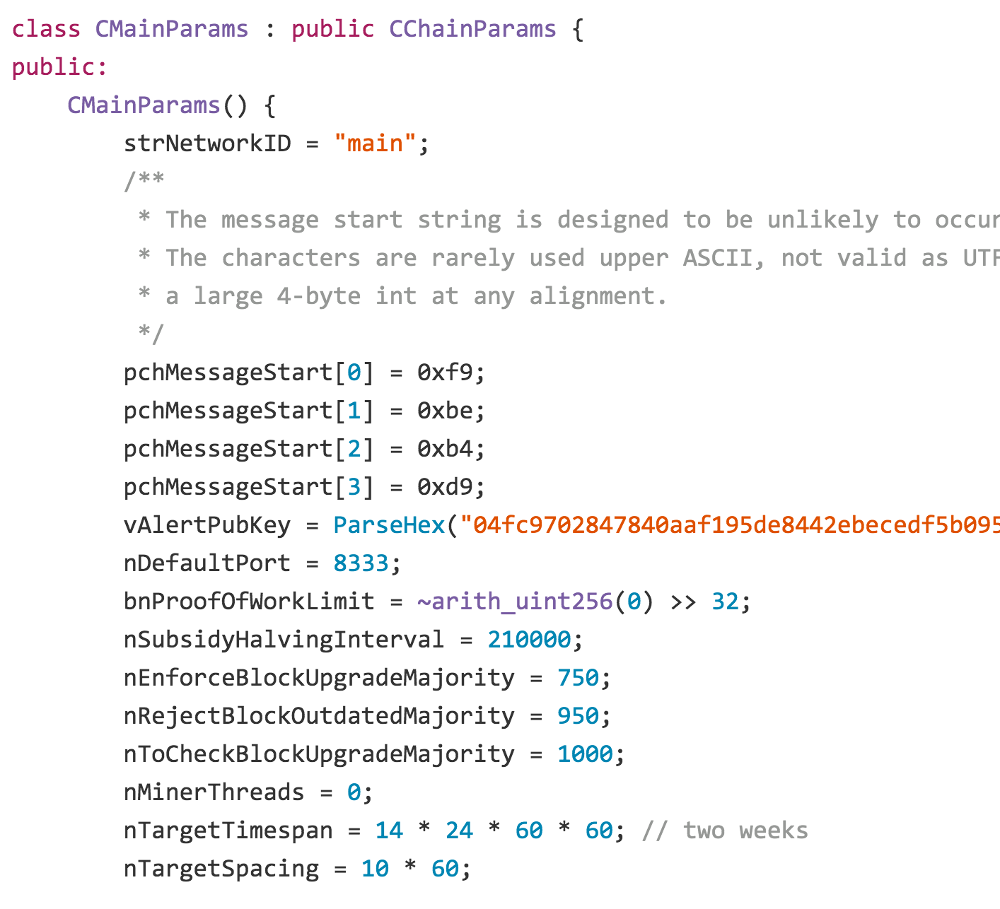 class CMainParams : public CChainParams {
public:
    CMainParams() {
        strNetworkID = "main";
        /**
         * The message start string is designed to be unlikely to occur
         * The characters are rarely used upper ASCII, not valid as UTF
         * a large 4-byte int at any alignment.
         */
        pchMessageStart[0] = 0xf9;
        pchMessageStart[1] = 0xbe;
        pchMessageStart[2] = 0xb4;
        pchMessageStart[3] = 0xd9;
        vAlertPubKey = ParseHex("04fc9702847840aaf195de8442ebecedf5b095
        nDefaultPort = 8333;
        bnProofOfWorkLimit = ~arith_uint256(0) >> 32;
        nSubsidyHalvingInterval = 210000;
        nEnforceBlockUpgradeMajority = 750;
        nRejectBlockOutdatedMajority = 950;
        nToCheckBlockUpgradeMajority = 1000;
        nMinerThreads = 0;
        nTargetTimespan = 14 * 24 * 60 * 60; // two weeks
        nTargetSpacing = 10 * 60;